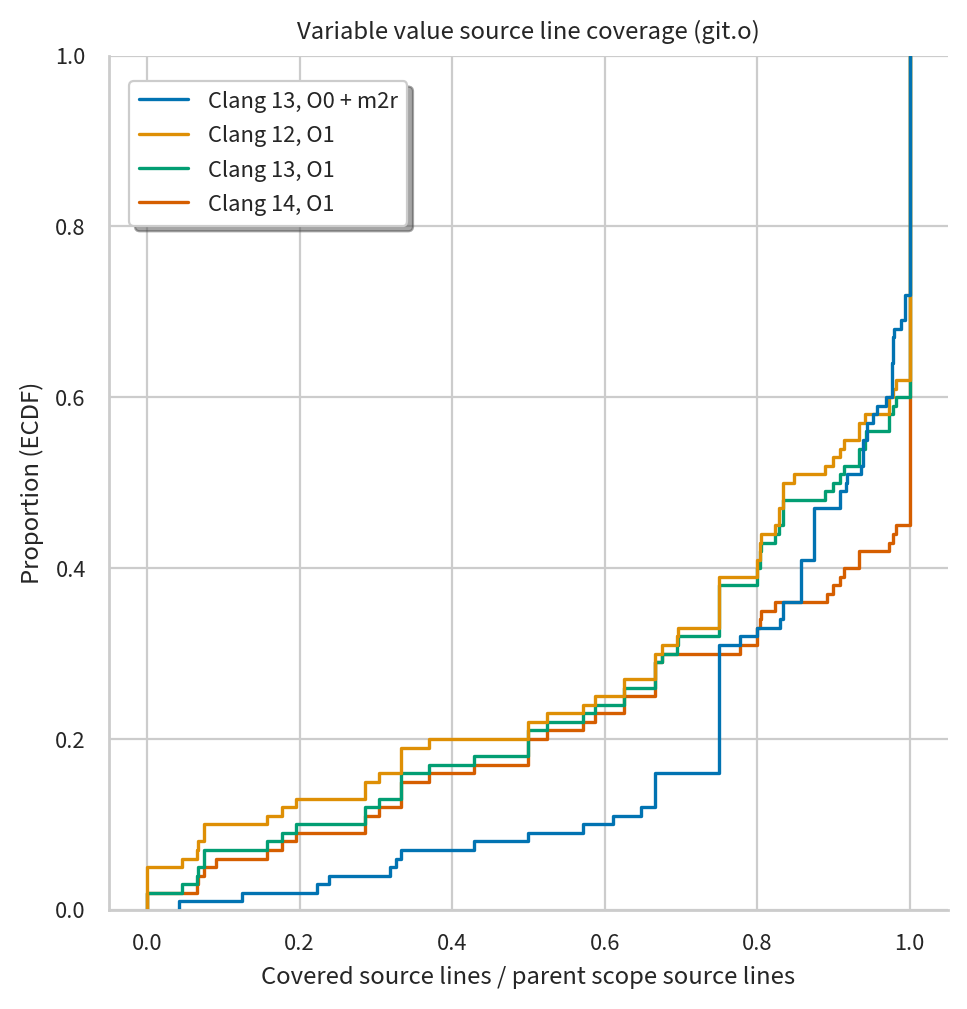 Variable value source line coverage (git.o)
1.0
0.8
0.6
0.4
0.2
0.0
Proportion (ECDF)
Clang 13, O0 + m2r
Clang 12, O1
Clang 13, O1
Clang 14, O1
0.0 0.2 0.4 0.6 0.8 1.0
Covered source lines / parent scope source lines